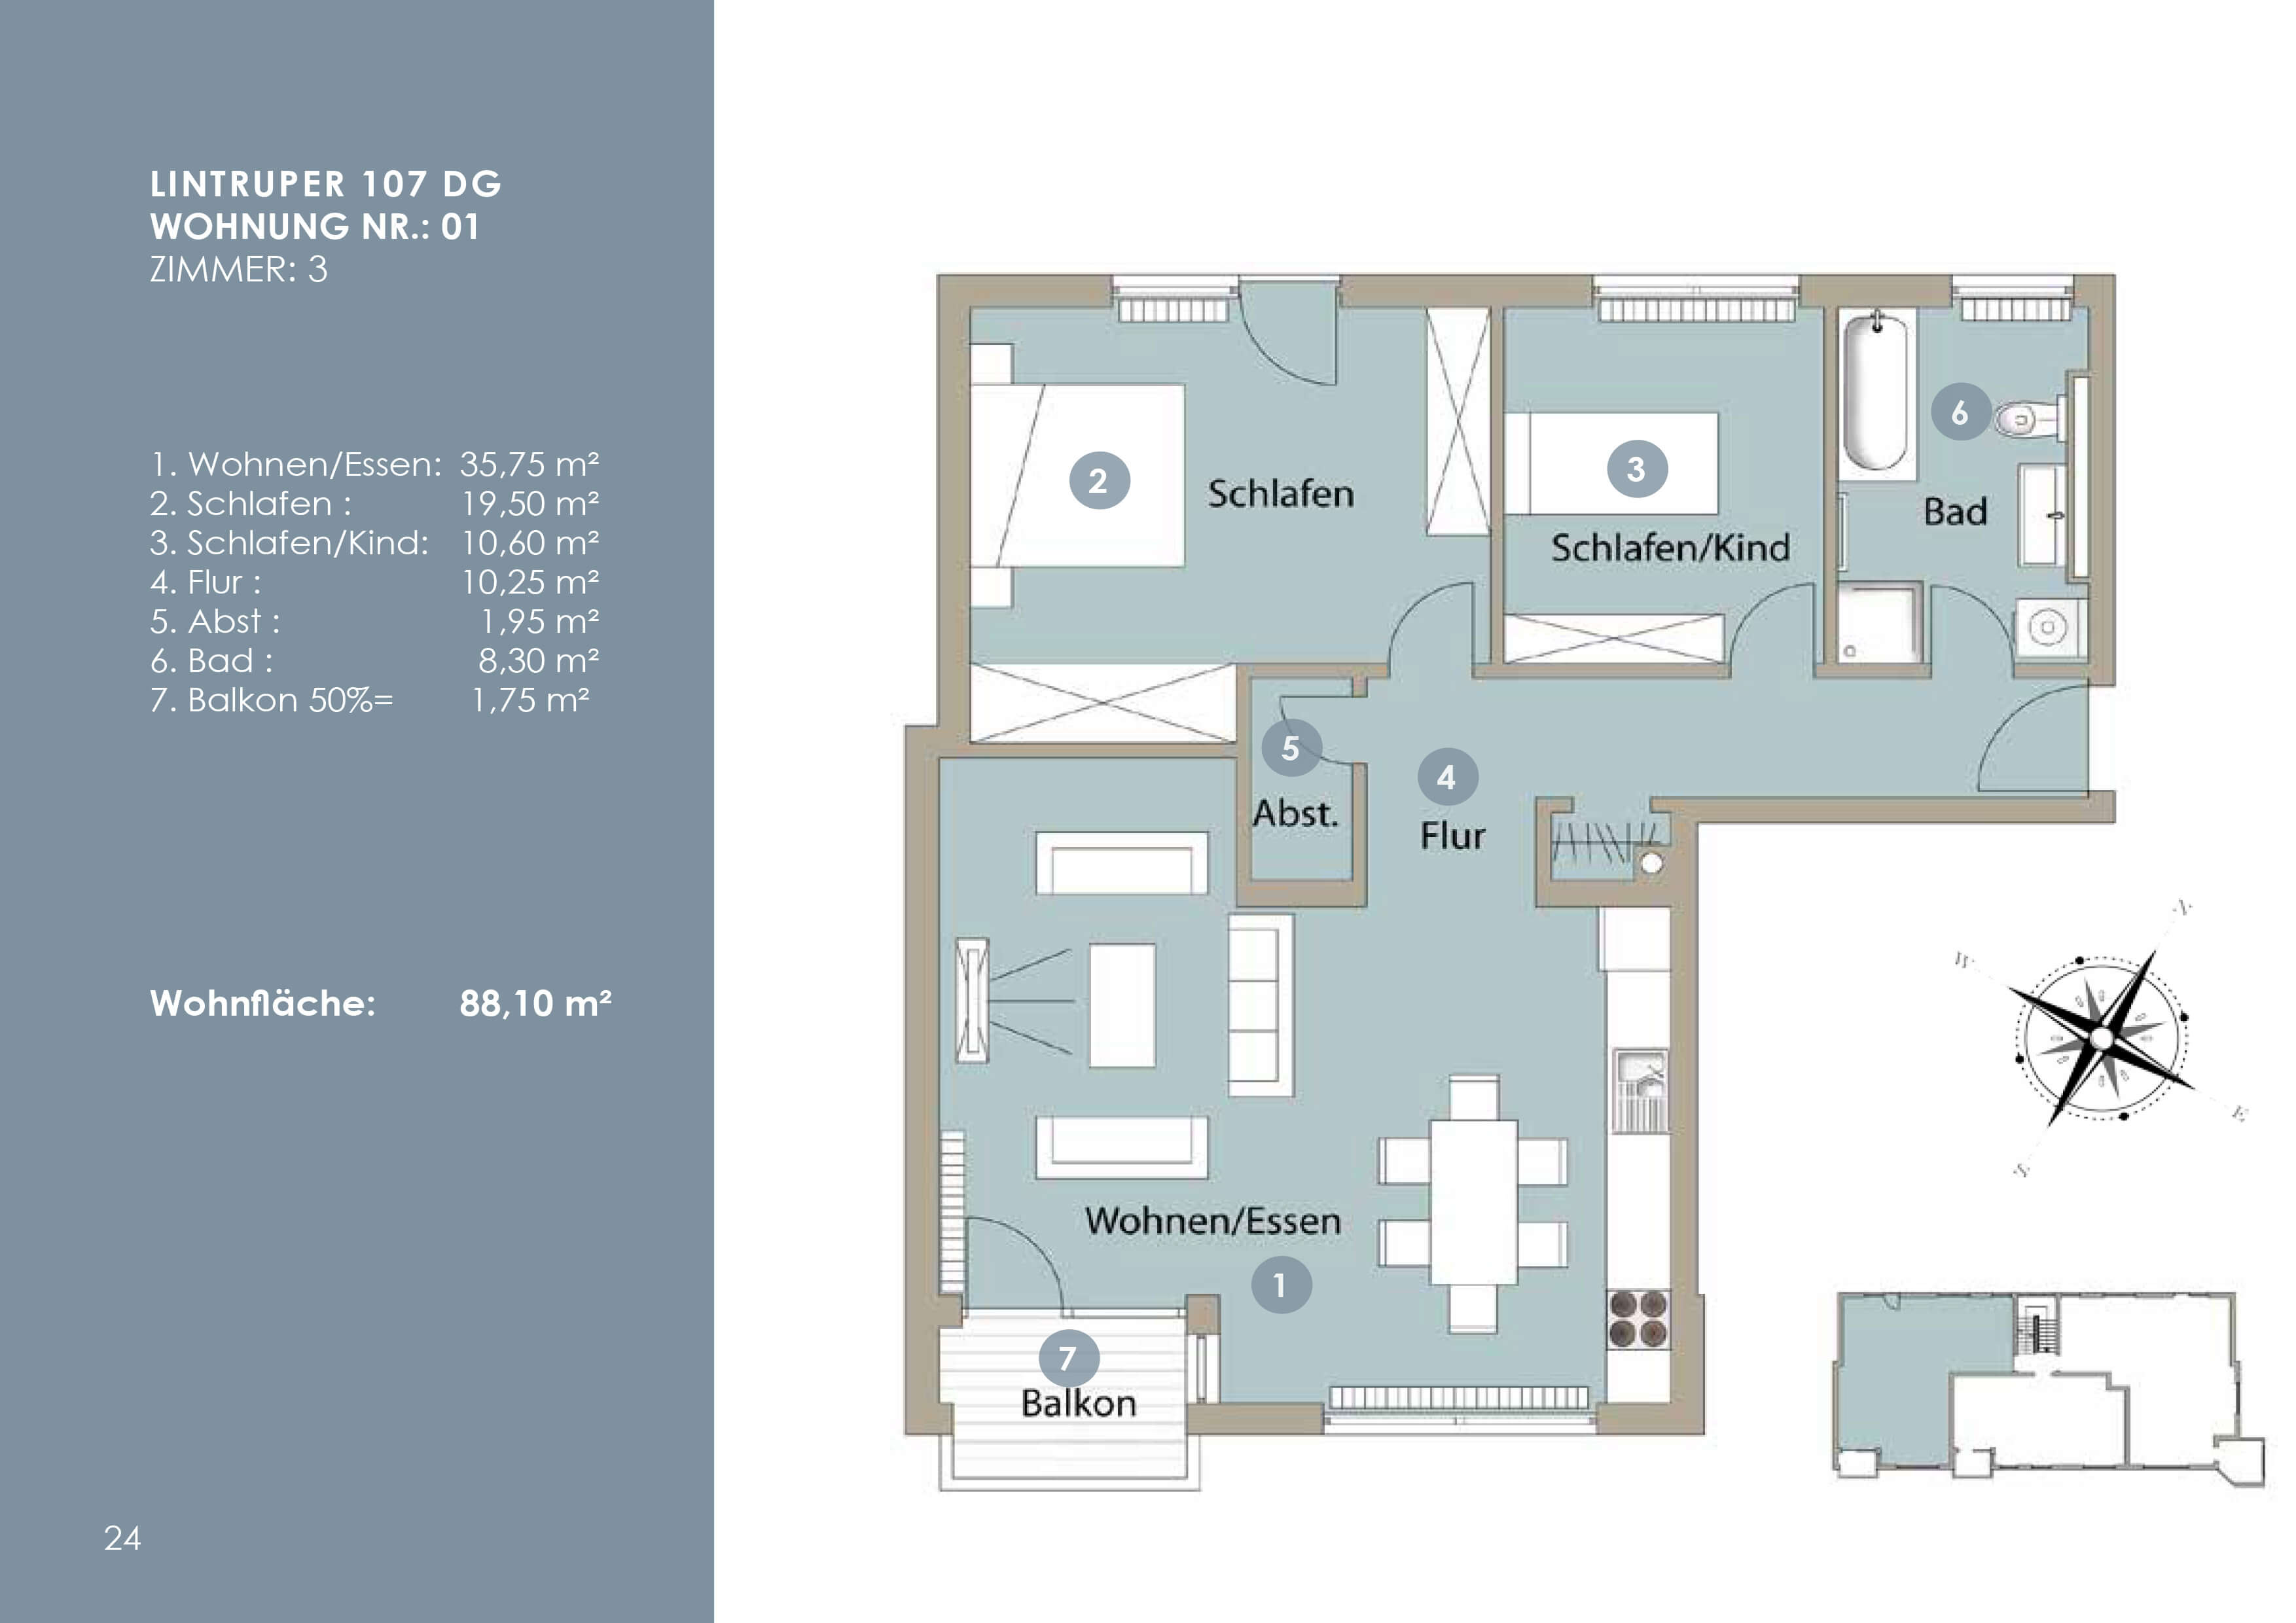 LINTRUPER 107 DG
WOHNUNG NR.: 01
ZIMMER: 3
1. Wohnen/Essen: 35,75 m²
2. Schlafen : 19,50 m²
3. Schlafen/Kind: 10,60 m²
4. Flur : 10,25 m²
5. Abst : 1,95 m²
6. Bad : 8,30 m²
7. Balkon 50%= 1,75 m²
Wohnfläche: 88,10 m²
24
2
Schlafen
3
Schlafen/Kind
6
Bad
5
Abst.
4
Flur
Wohnen/Essen
1
7
Balkon
W
E
S